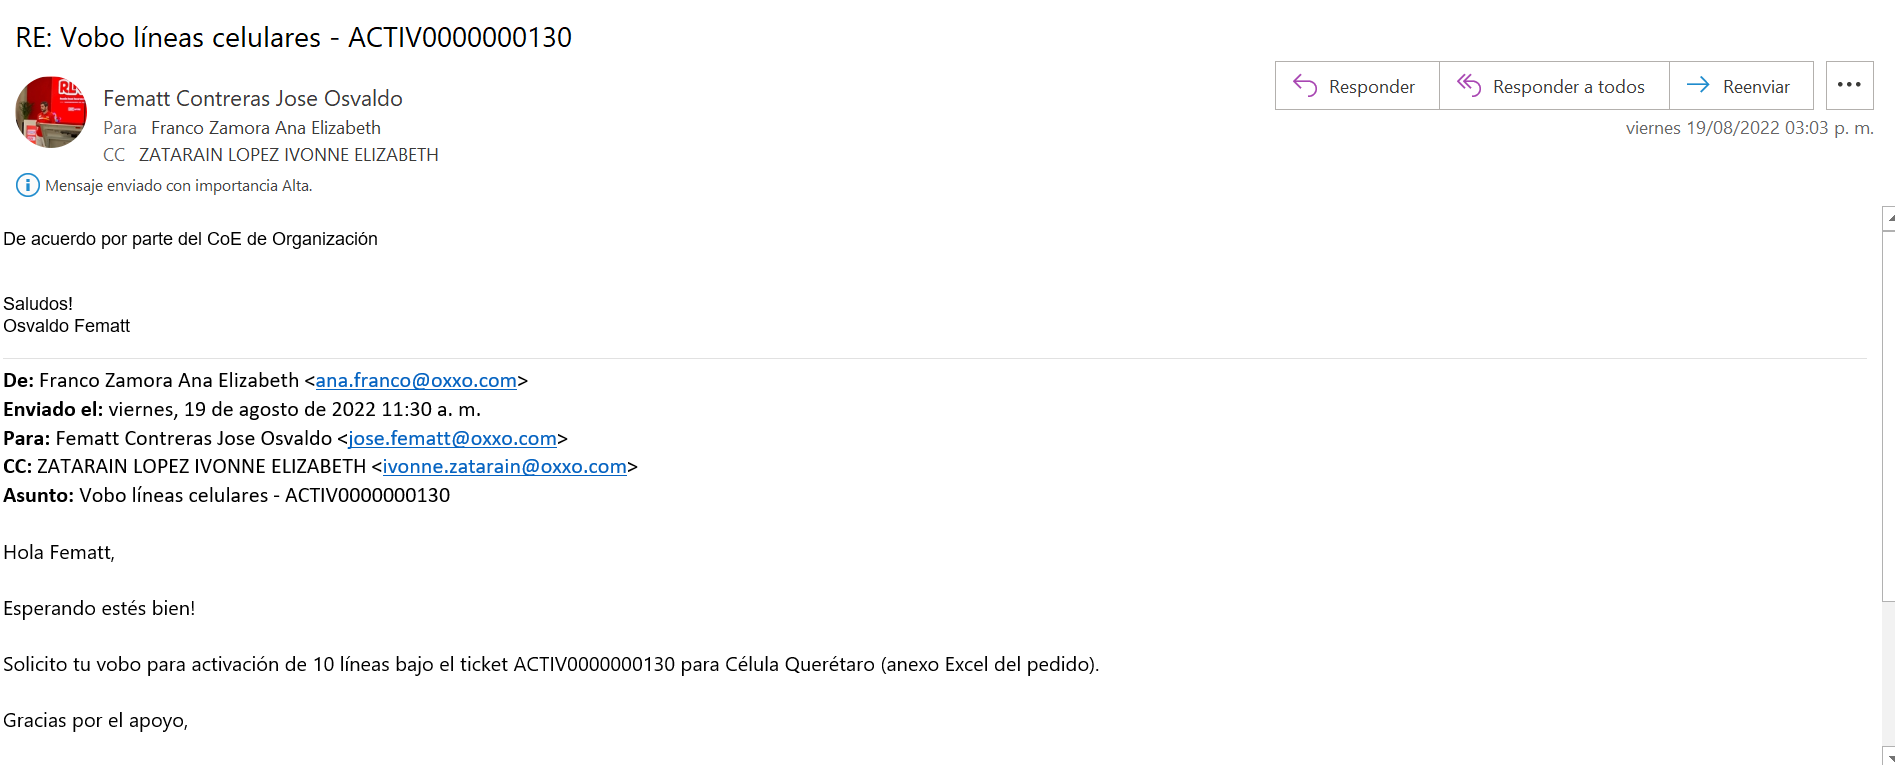 RE: Vobo líneas celulares - ACTIV0000000130
Fematt Contreras Jose Osvaldo
Para Franco Zamora Ana Elizabeth
CC ZATARAIN LOPEZ IVONNE ELIZABETH
Mensaje enviado con importancia Alta.
Responder
Responder a todos
Reenviar
viernes 19/08/2022 03:03 p. m.
De acuerdo por parte del CoE de Organización
Saludos!
Osvaldo Fematt
De: Franco Zamora Ana Elizabeth <ana.franco@oxxo.com>
Enviado el: viernes, 19 de agosto de 2022 11:30 a. m.
Para: Fematt Contreras Jose Osvaldo <jose.fematt@oxxo.com>
CC: ZATARAIN LOPEZ IVONNE ELIZABETH <ivonne.zatarain@oxxo.com>
Asunto: Vobo líneas celulares - ACTIV0000000130
Hola Fematt,
Esperando estés bien!
Solicito tu vobo para activación de 10 líneas bajo el ticket ACTIV0000000130 para Célula Querétaro (anexo Excel del pedido).
Gracias por el apoyo,